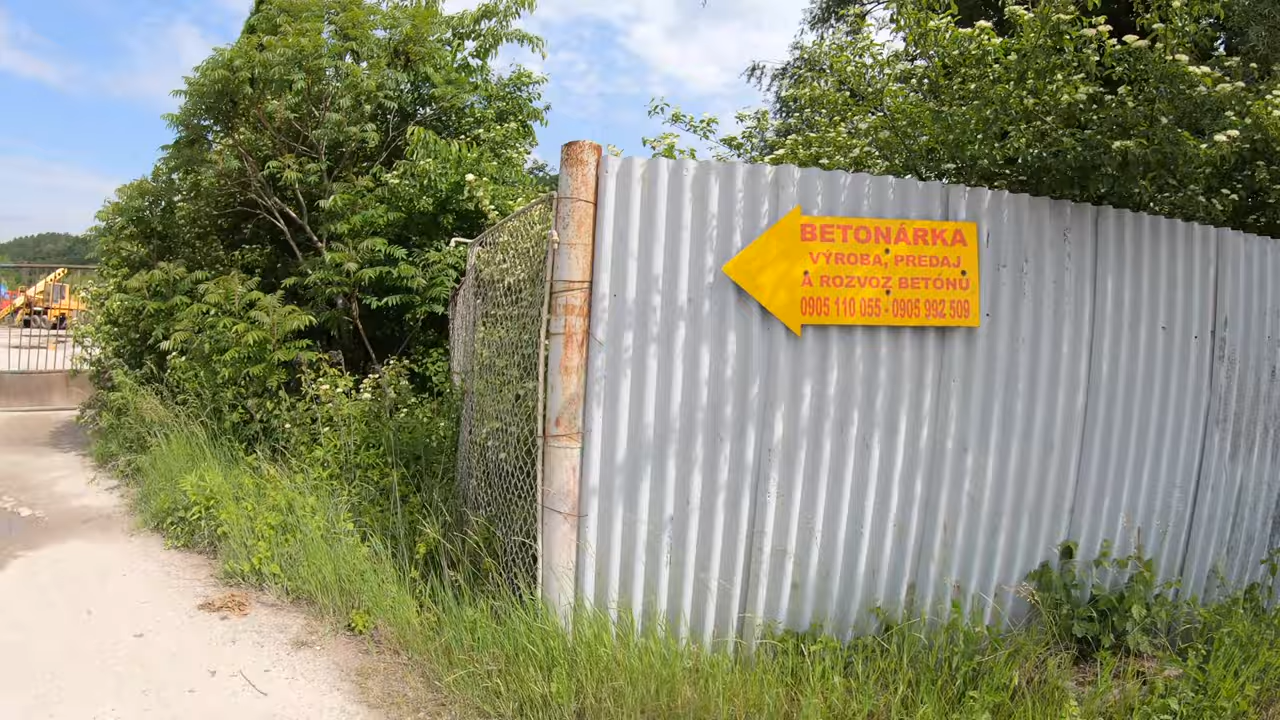 BETONÁRKA
VÝROBA, PREDAJ
A ROZVOZ BETÓNU
0905 110 055 - 0905 992 509